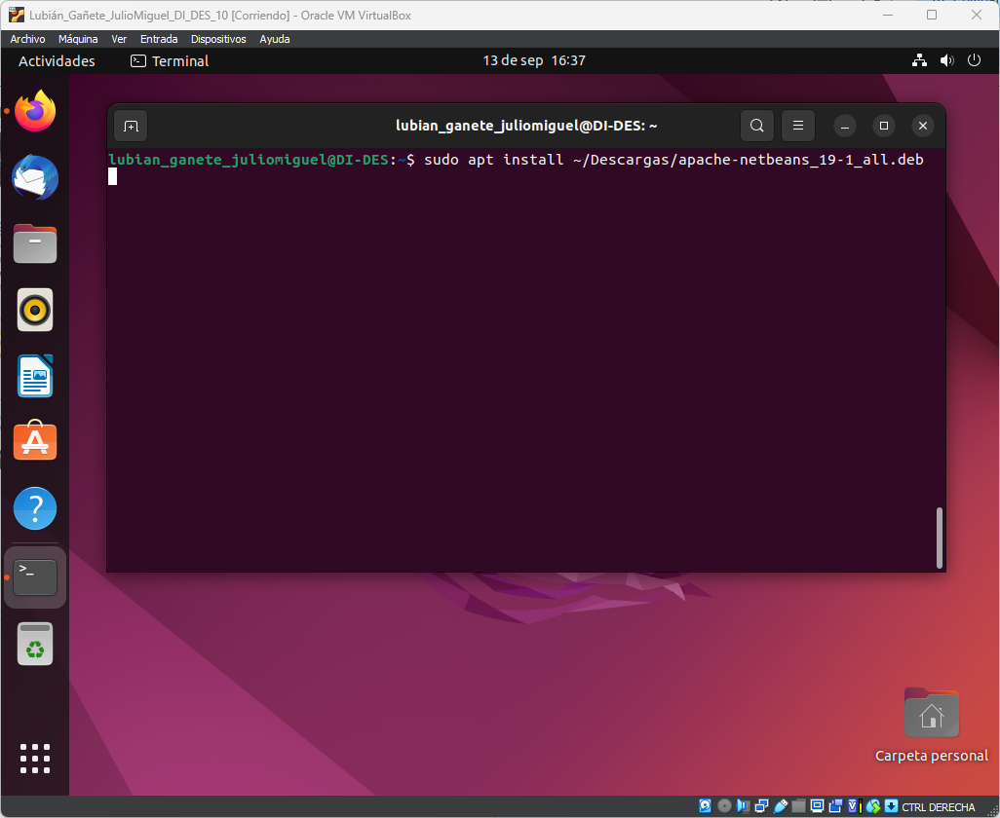 Lubián_Gañete_JulioMiguel_DI_DES_10 [Corriendo] - Oracle VM VirtualBox
Archivo Máquina Ver Entrada Dispositivos Ayuda
Actividades Terminal 13 de sep 16:37
lubian_ganete_juliomiguel@DI-DES: ~
lubian_ganete_juliomiguel@DI-DES:~$ sudo apt install ~/Descargas/apache-netbeans_19-1_all.deb
Carpeta personal
CTRL DERECHA